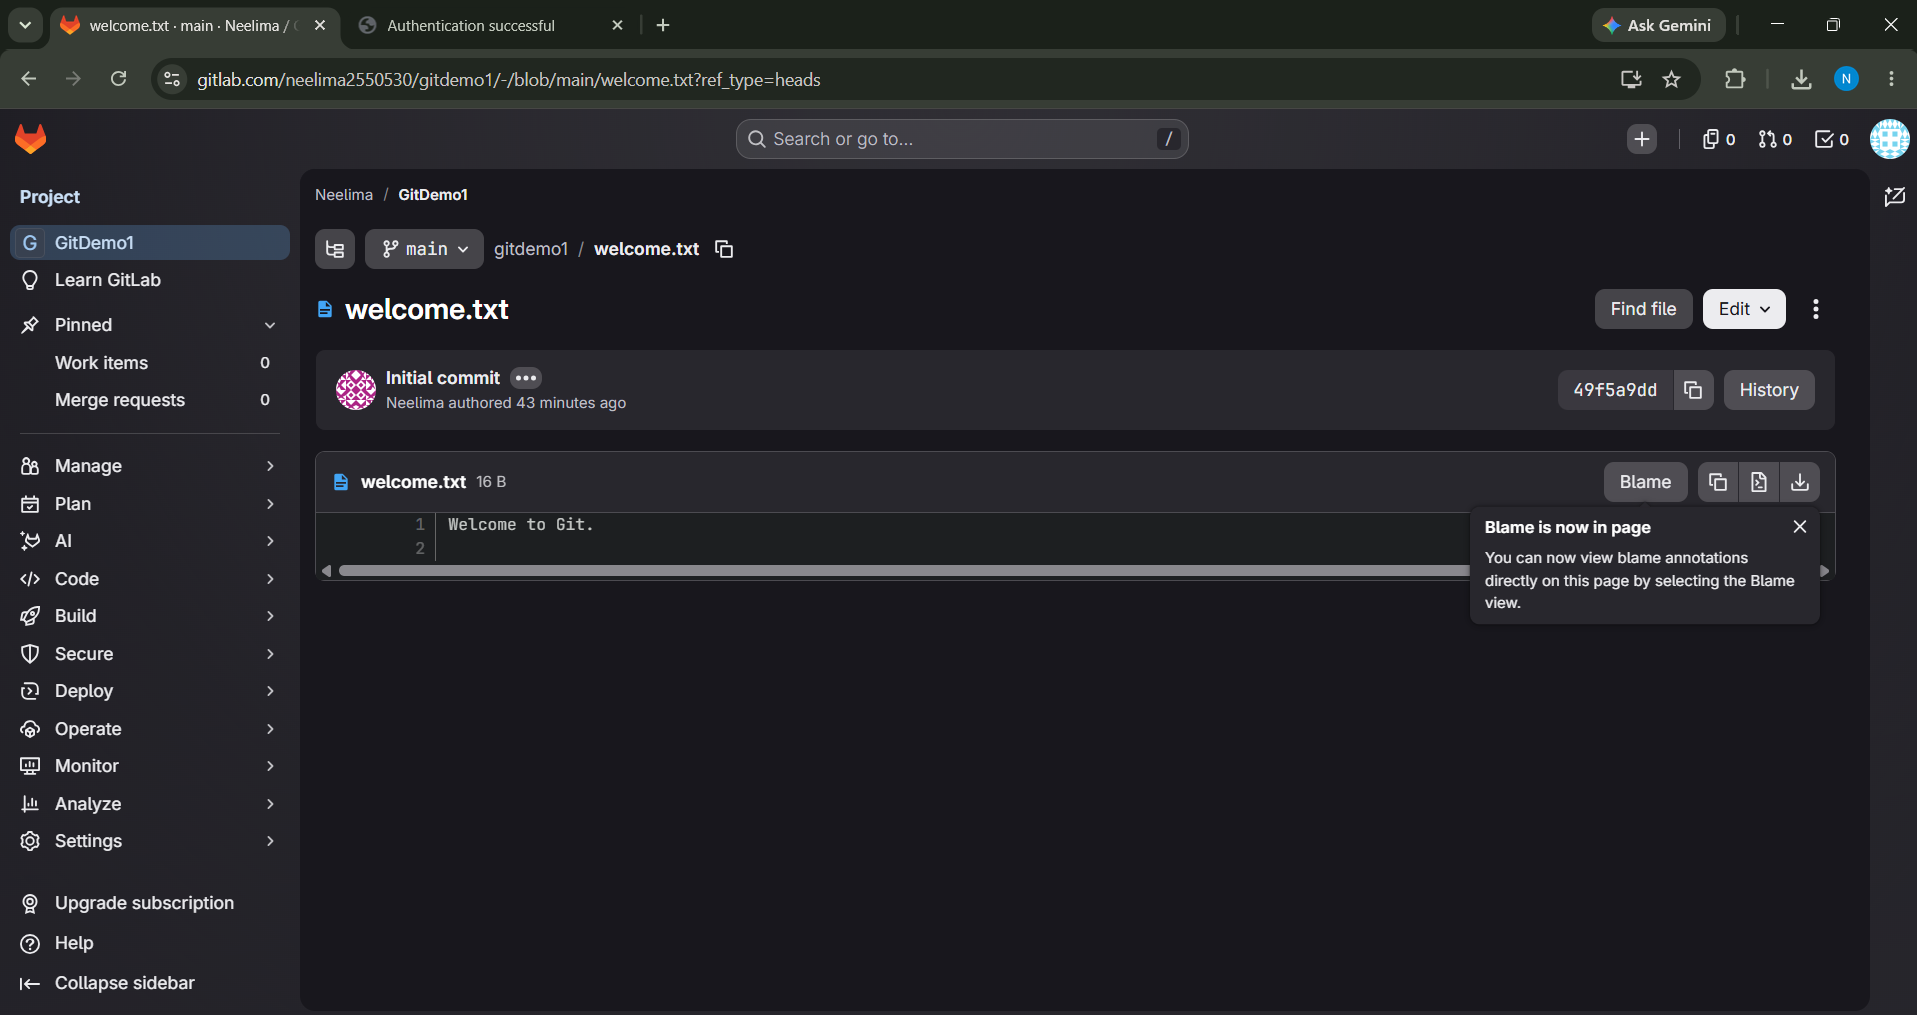 welcome.txt · main · Neelima /
Authentication successful
Ask Gemini
gitlab.com/neelima2550530/gitdemo1/-/blob/main/welcome.txt?ref_type=heads
N
Search or go to...
/
0
0
0
Project
G GitDemo1
Learn GitLab
Pinned
Work items 0
Merge requests 0
Manage
Plan
AI
Code
Build
Secure
Deploy
Operate
Monitor
Analyze
Settings
Upgrade subscription
Help
Collapse sidebar
Neelima / GitDemo1
main gitdemo1 / welcome.txt
welcome.txt
Find file
Edit
Initial commit
Neelima authored 43 minutes ago
49f5a9dd
History
welcome.txt 16 B
Blame
1 Welcome to Git.
2
Blame is now in page
You can now view blame annotations
directly on this page by selecting the Blame
view.